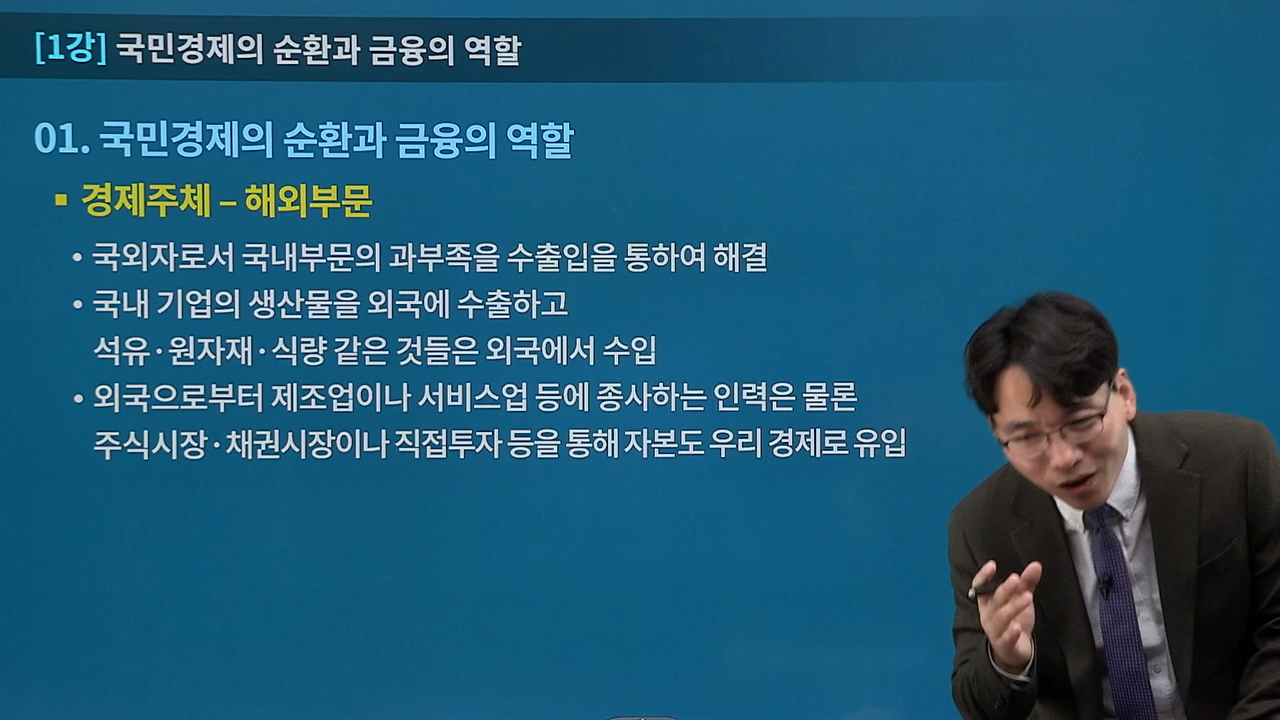 [1강] 국민경제의 순환과 금융의 역할
01. 국민경제의 순환과 금융의 역할
▪ 경제주체 – 해외부문
• 국외자로서 국내부문의 과부족을 수출입을 통하여 해결
• 국내 기업의 생산물을 외국에 수출하고
석유·원자재·식량 같은 것들은 외국에서 수입
• 외국으로부터 제조업이나 서비스업 등에 종사하는 인력은 물론
주식시장·채권시장이나 직접투자 등을 통해 자본도 우리 경제로 유입